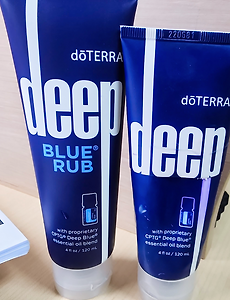 dōTERRA
deep
BLUE®
RUB
with proprietary
CPTG® Deep Blue®
essential oil blend
4 fl oz / 120 mL
220661
dōTERRA
deep
with proprietary
CPTG® Deep Blue®
essential oil blend
4 fl oz / 120 mL